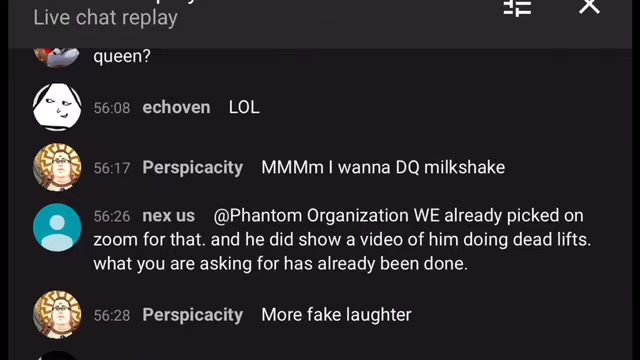 Live chat replay
queen?
56:08 echoven LOL
56:17 Perspicacity MMMm I wanna DQ milkshake
56:26 nex us @Phantom Organization WE already picked on
zoom for that. and he did show a video of him doing dead lifts.
what you are asking for has already been done.
56:28 Perspicacity More fake laughter